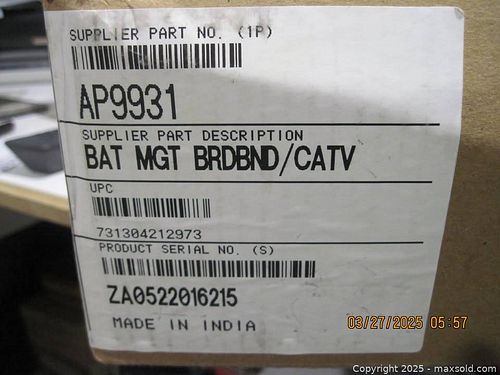 SUPPLIER PART NO. (1P)
AP9931
SUPPLIER PART DESCRIPTION
BAT MGT BRDBND/CATV
UPC
731304212973
PRODUCT SERIAL NO. (S)
ZA0522016215
MADE IN INDIA
03/27/2025 05:57
Copyright © 2025 - maxsold.com